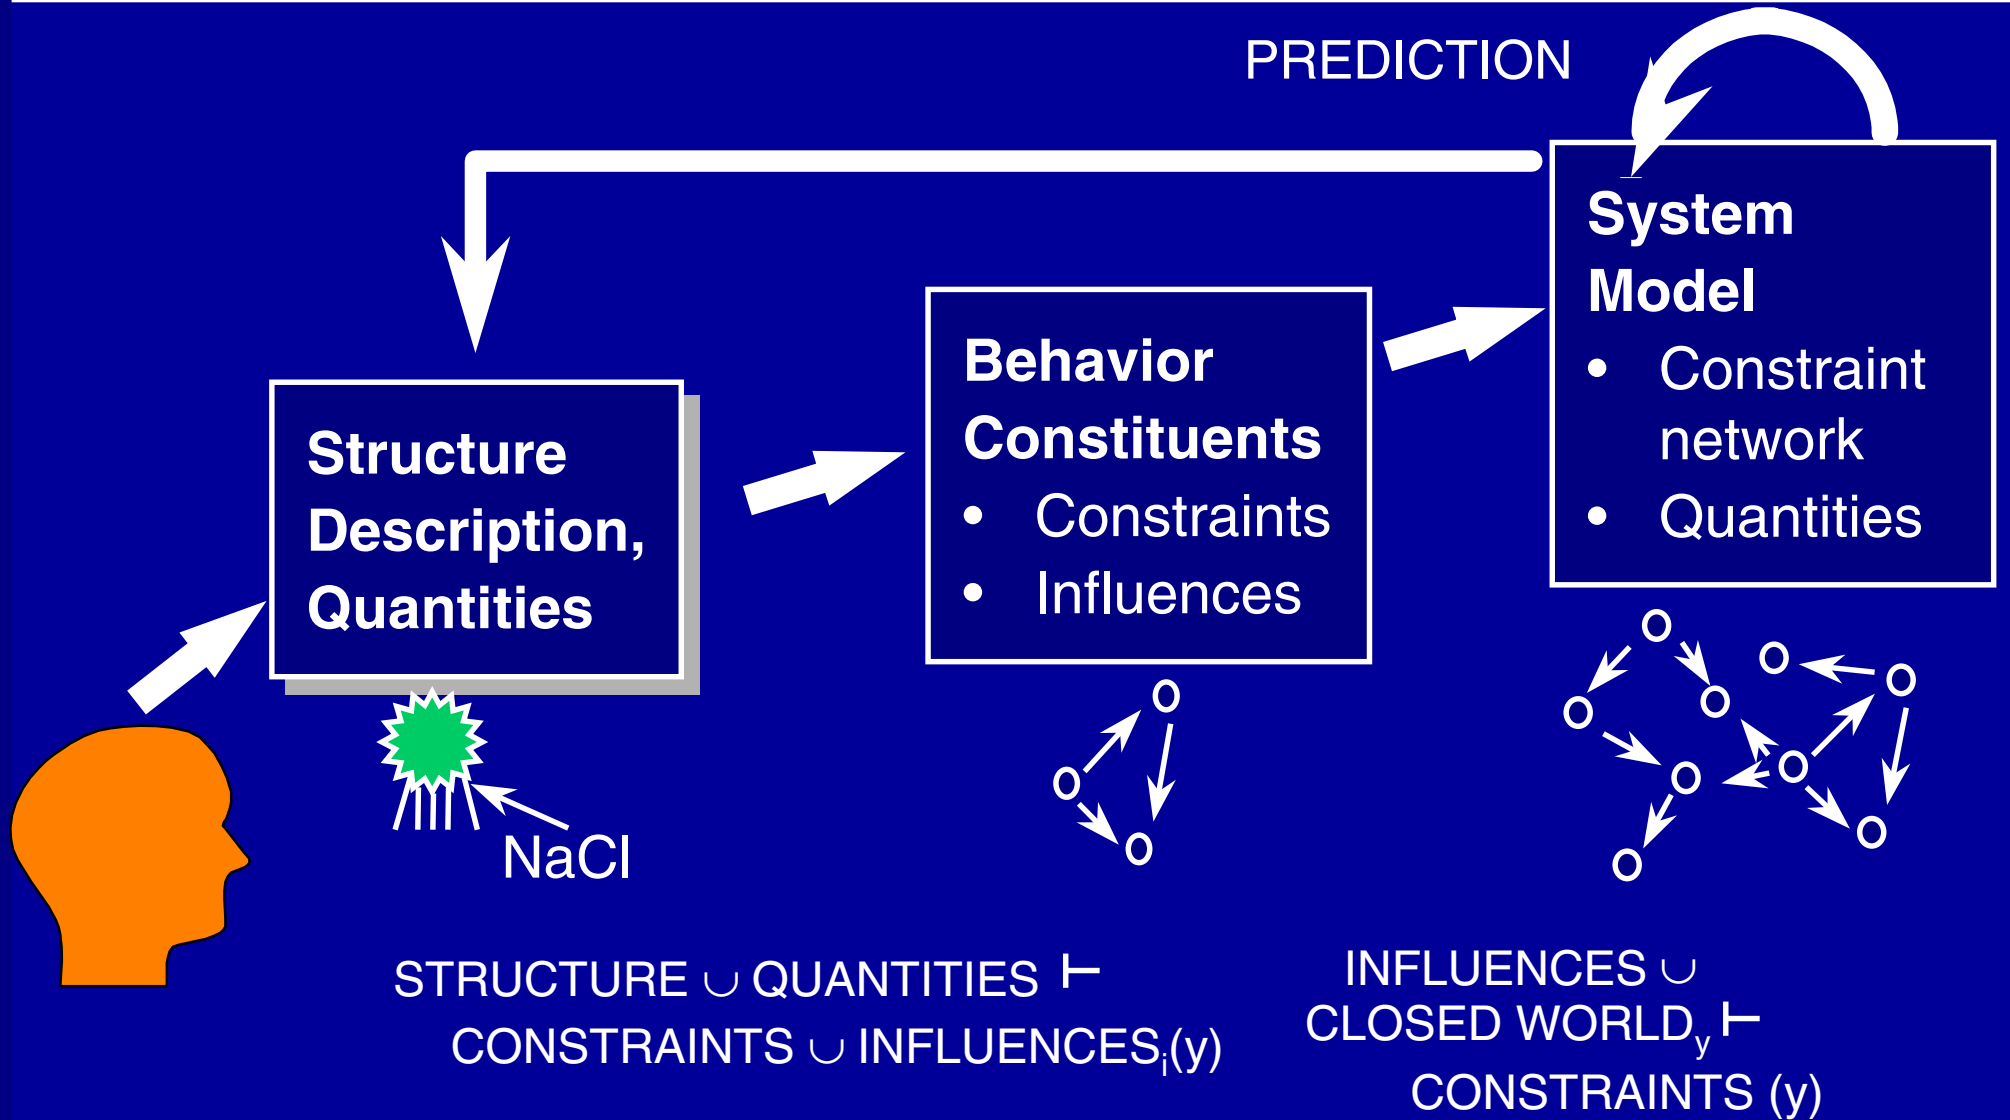 PREDICTION
Structure
Description,
Quantities
NaCl
Behavior
Constituents
• Constraints
• Influences
System
Model
• Constraint
network
• Quantities
STRUCTURE ∪ QUANTITIES ⊢
CONSTRAINTS ∪ INFLUENCESᵢ(y)
INFLUENCES ∪
CLOSED WORLD_y ⊢
CONSTRAINTS (y)